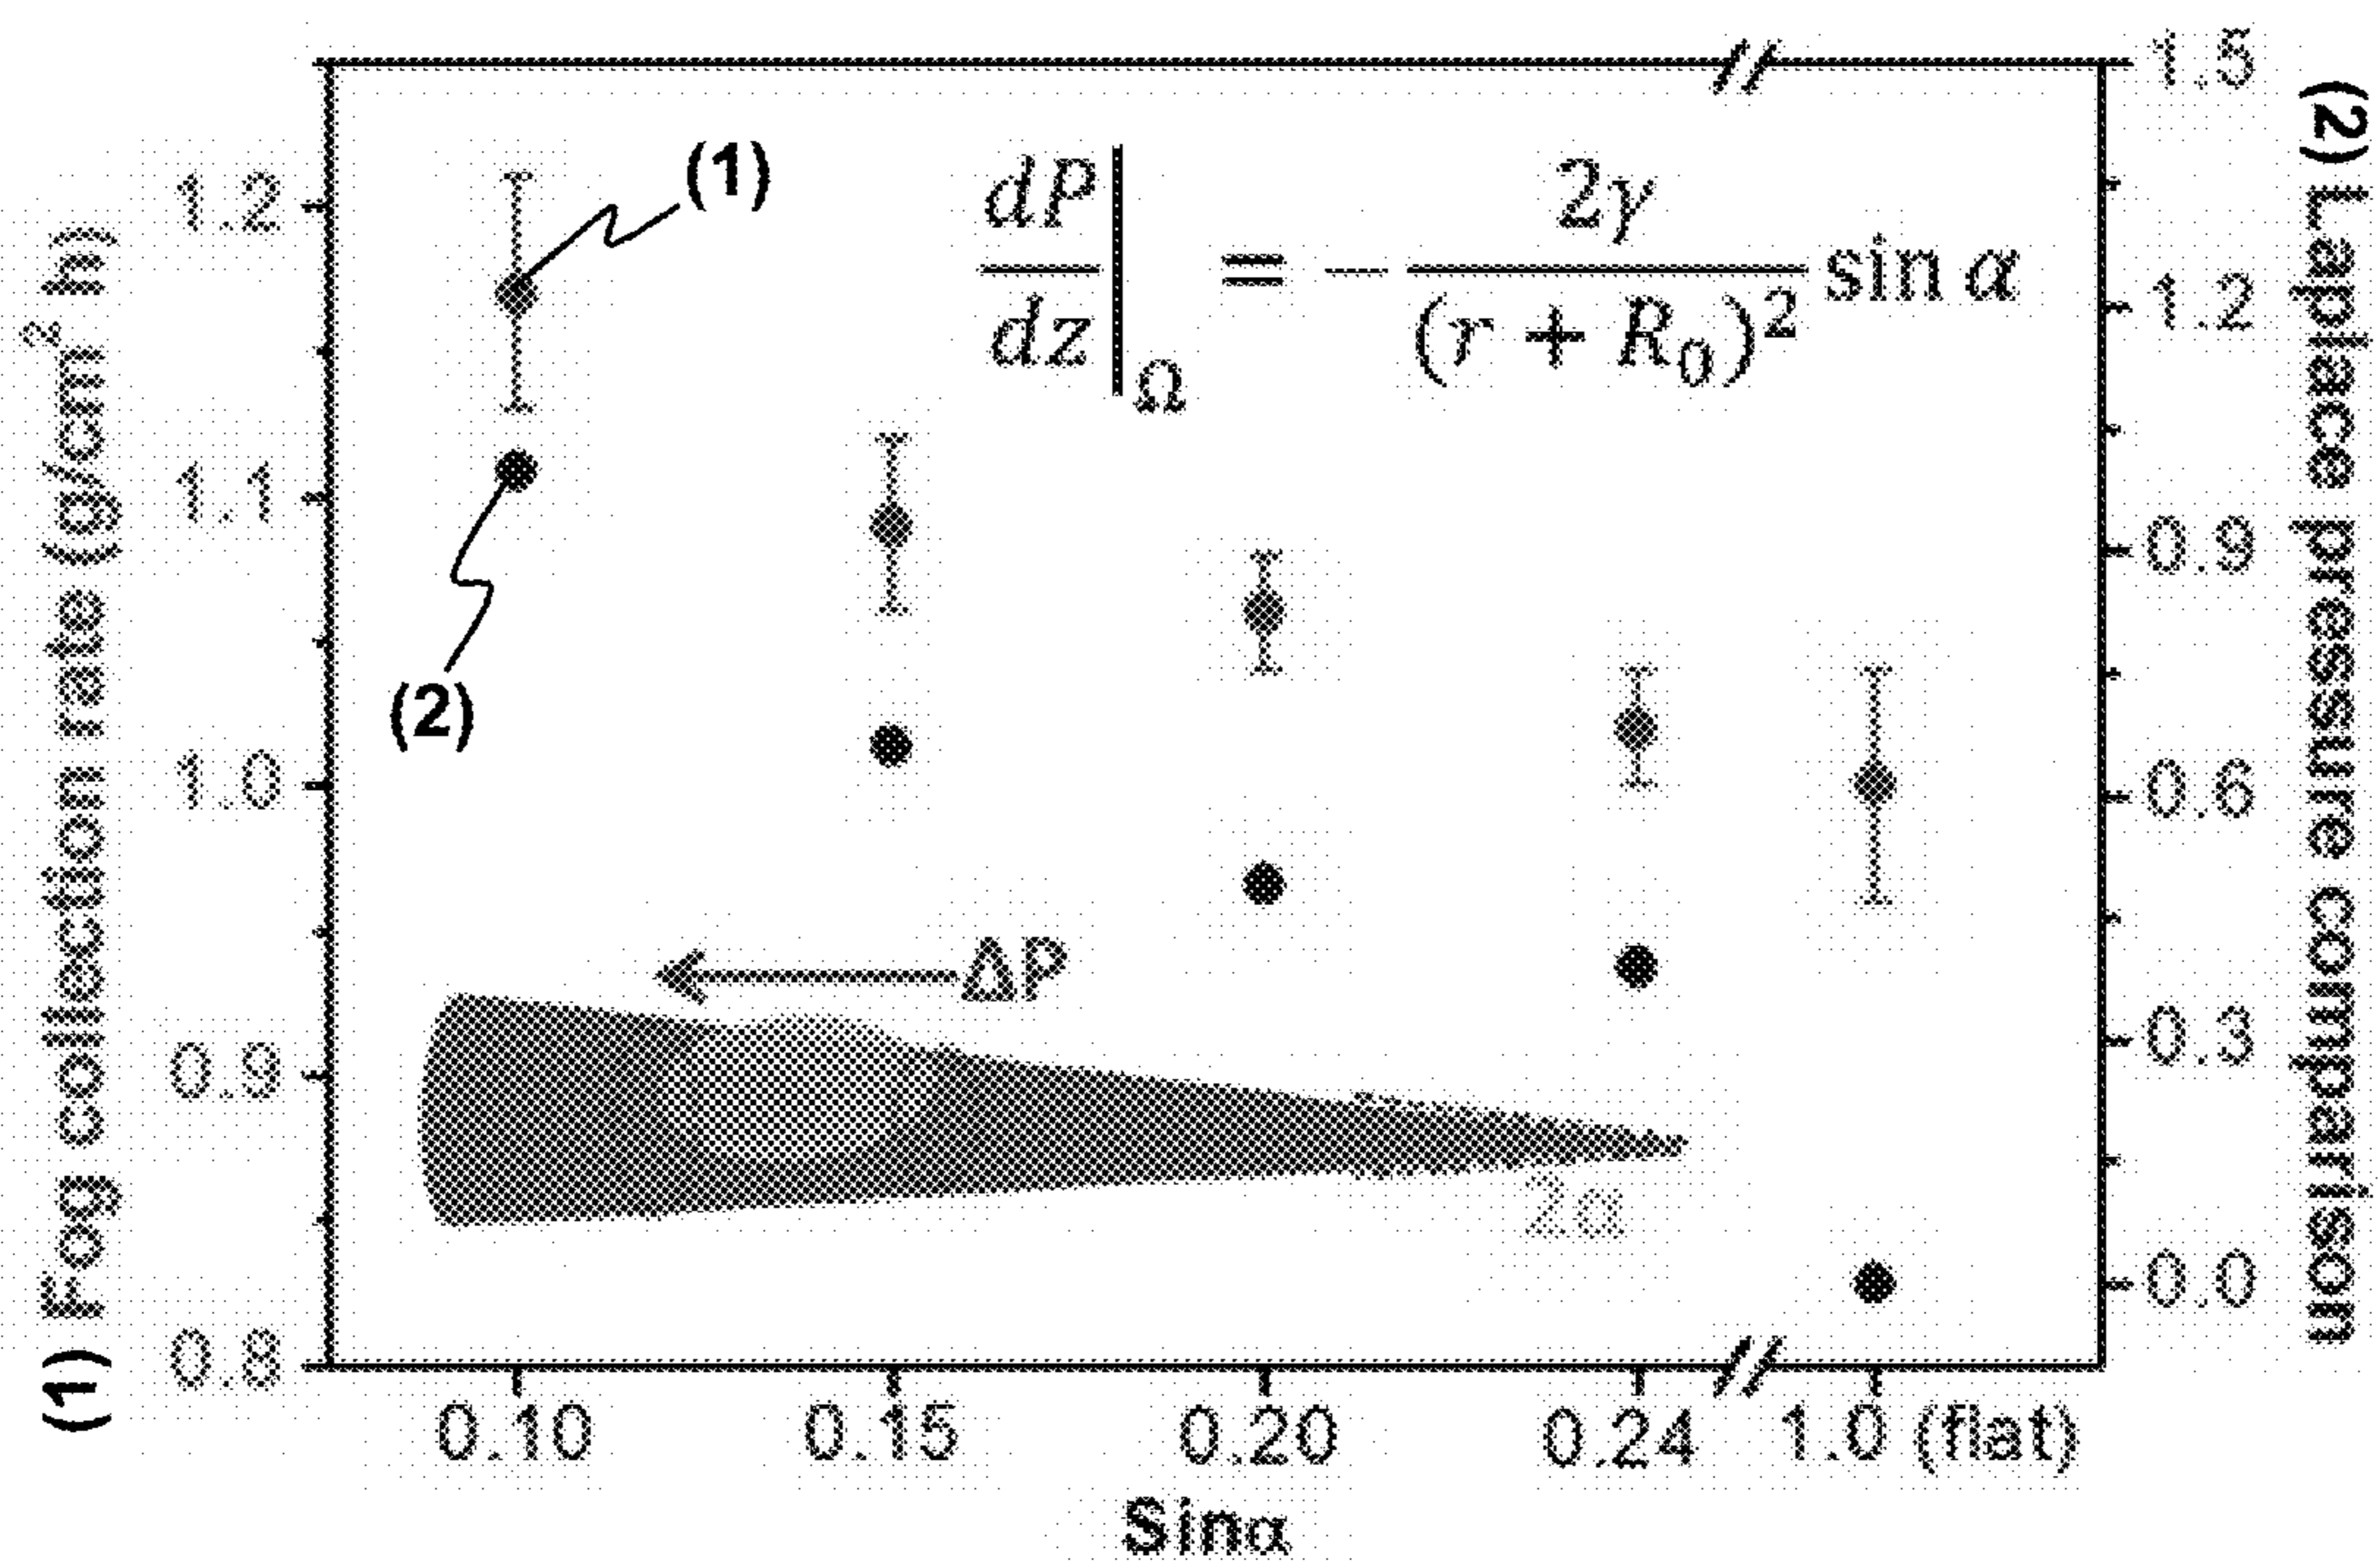 (1) Fog collection rate (g/cm² h)
1.2
1.1
1.0
0.9
0.8
(1)
(2)
dP/dz|Ω = − 2γ/(r + R₀)² sin α
ΔP
2α
1.5
1.2
0.9
0.6
0.3
0.0
(2) Laplace pressure comparison
0.10 0.15 0.20 0.24 1.0 (flat)
Sinα